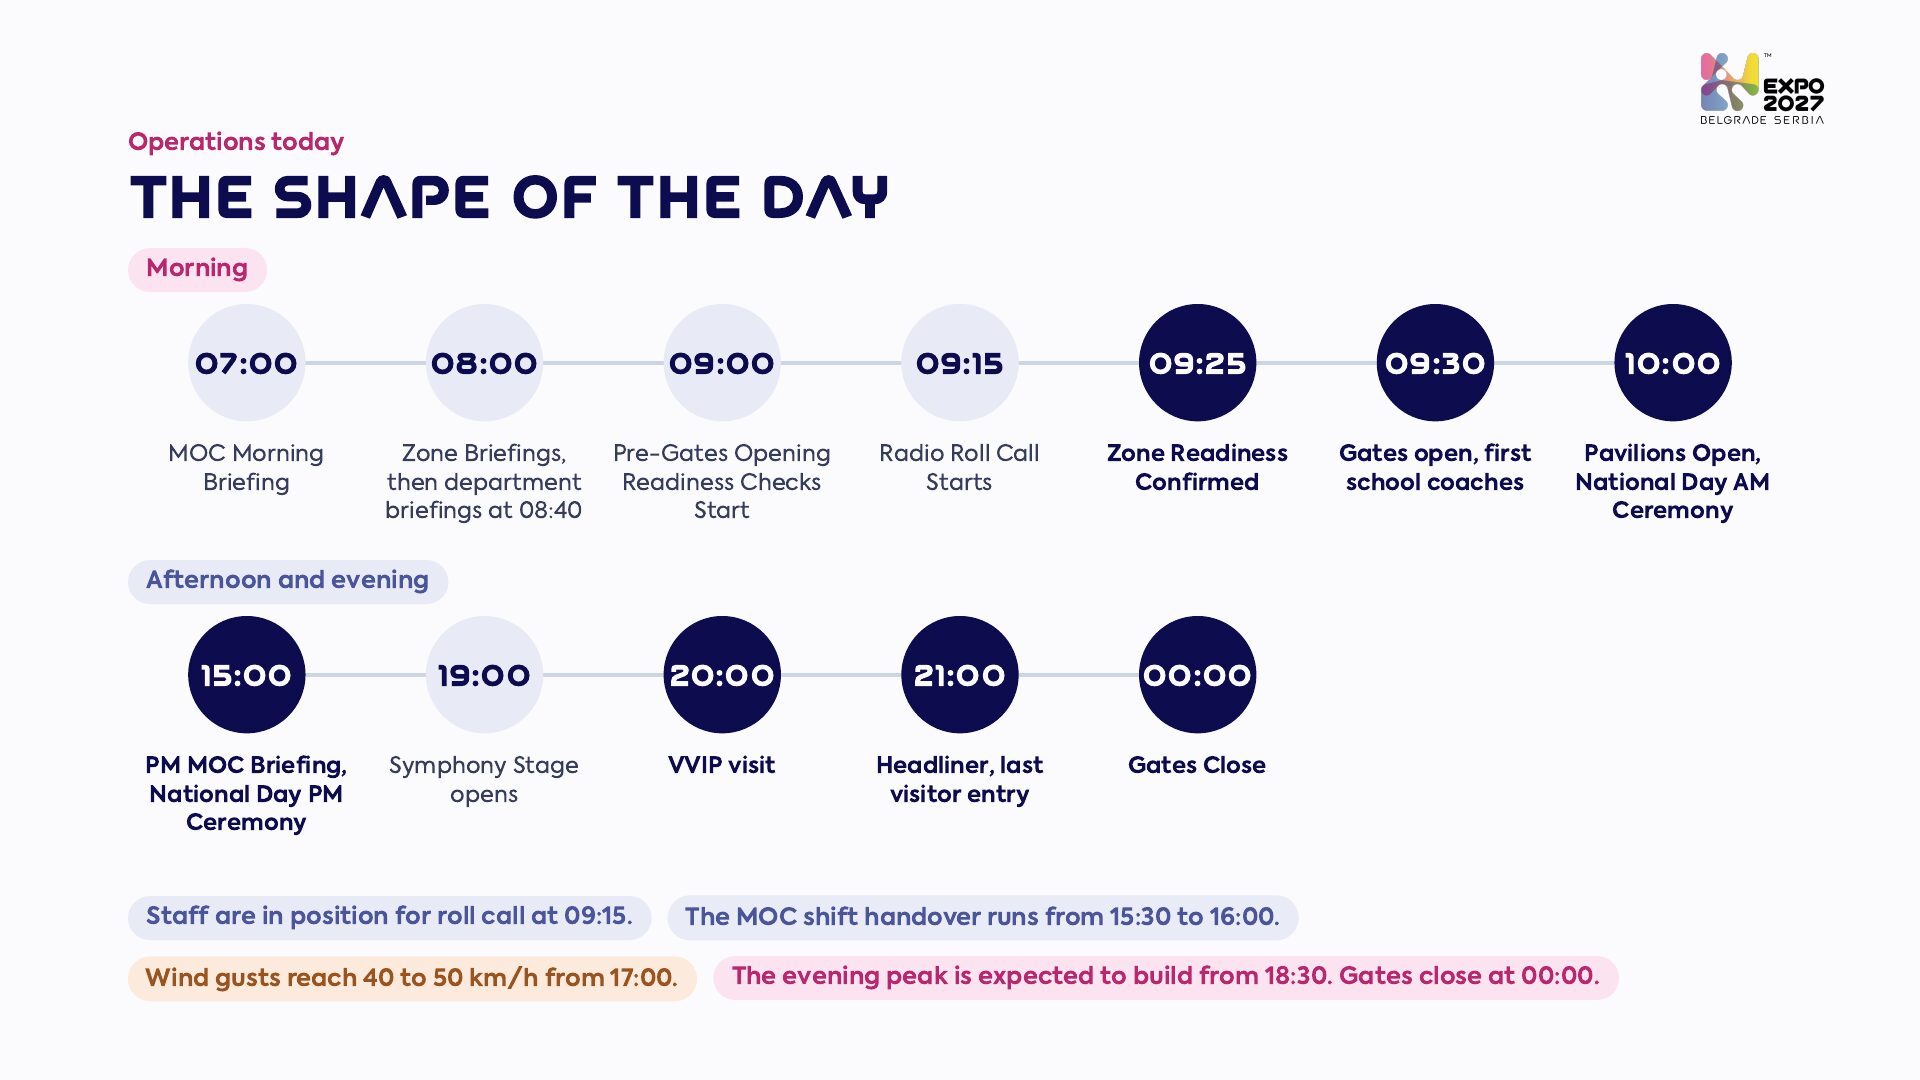 ™
EXPO
2027
BELGRADE SERBIA
Operations today
THE SHAPE OF THE DAY
Morning
07:00
08:00
09:00
09:15
09:25
09:30
10:00
MOC Morning
Briefing
Zone Briefings,
then department
briefings at 08:40
Pre-Gates Opening
Readiness Checks
Start
Radio Roll Call
Starts
Zone Readiness
Confirmed
Gates open, first
school coaches
Pavilions Open,
National Day AM
Ceremony
Afternoon and evening
15:00
19:00
20:00
21:00
00:00
PM MOC Briefing,
National Day PM
Ceremony
Symphony Stage
opens
VVIP visit
Headliner, last
visitor entry
Gates Close
Staff are in position for roll call at 09:15.
The MOC shift handover runs from 15:30 to 16:00.
Wind gusts reach 40 to 50 km/h from 17:00.
The evening peak is expected to build from 18:30. Gates close at 00:00.